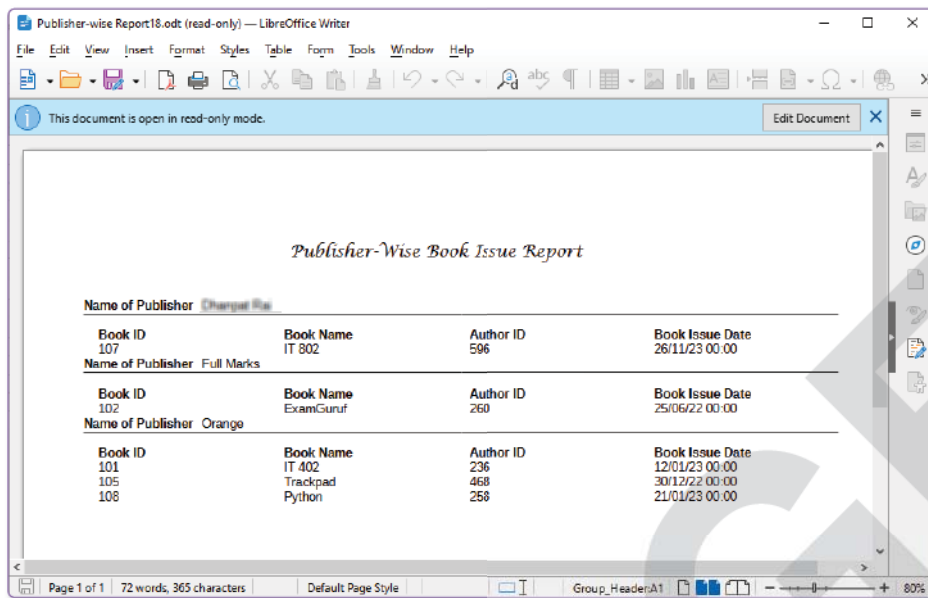 Publisher-wise Report18.odt (read-only) — LibreOffice Writer
File Edit View Insert Format Styles Table Form Tools Window Help
abc
This document is open in read-only mode. Edit Document
Publisher-Wise Book Issue Report
Name of Publisher
Book ID Book Name Author ID Book Issue Date
107 IT 802 596 26/11/23 00:00
Name of Publisher Full Marks
Book ID Book Name Author ID Book Issue Date
102 ExamGuruf 260 25/06/22 00:00
Name of Publisher Orange
Book ID Book Name Author ID Book Issue Date
101 IT 402 236 12/01/23 00:00
105 Trackpad 468 30/12/22 00:00
108 Python 258 21/01/23 00:00
Page 1 of 1 72 words, 365 characters Default Page Style Group_Header:A1 80%